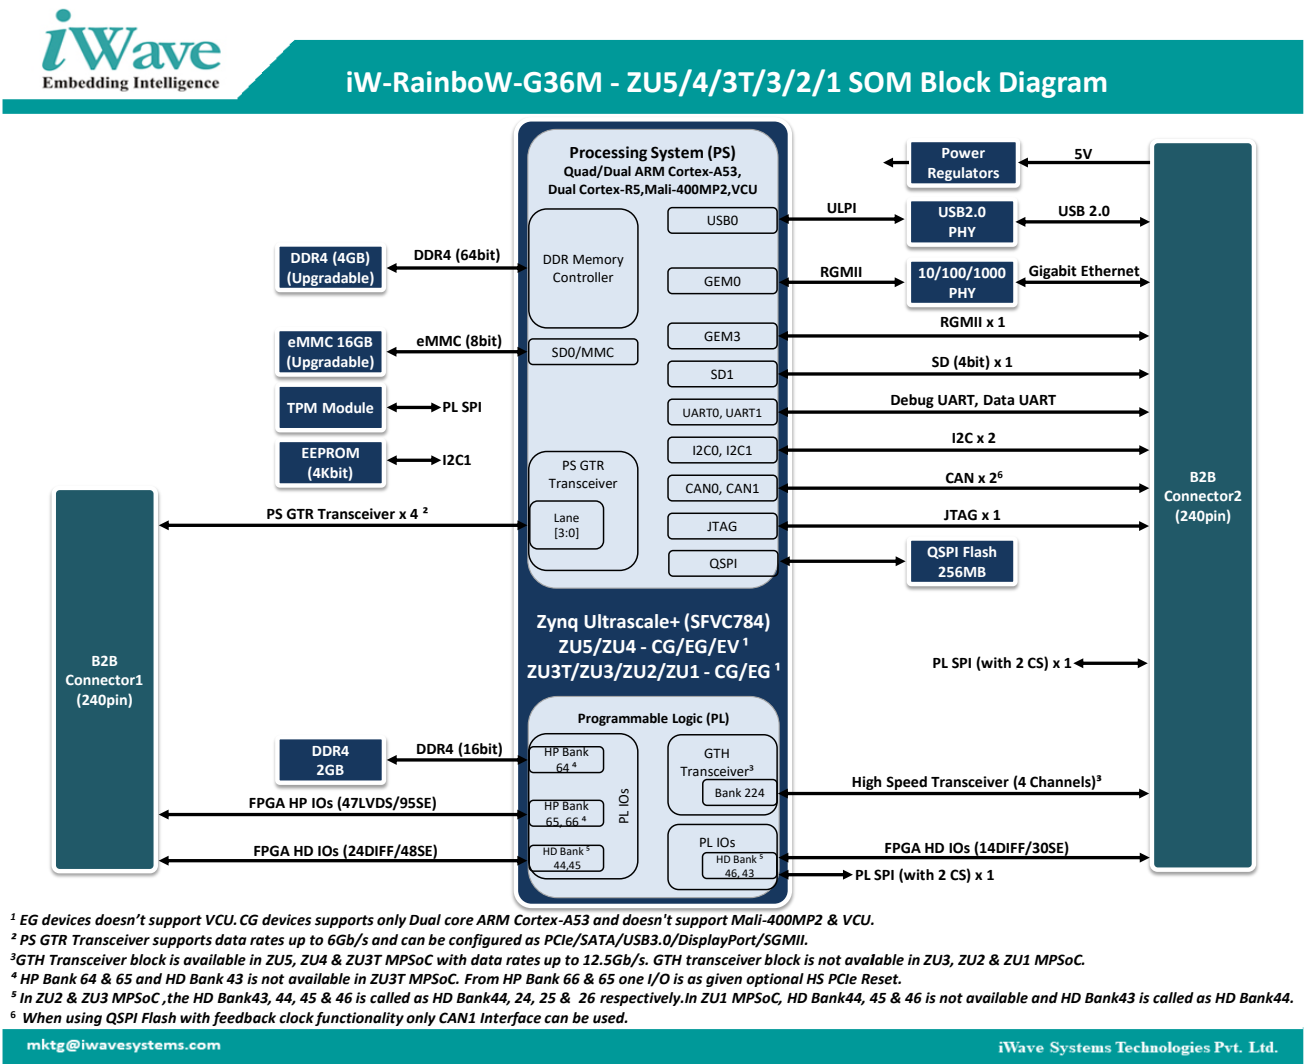 iWave
Embedding Intelligence
iW-RainboW-G36M - ZU5/4/3T/3/2/1 SOM Block Diagram
Processing System (PS)
Quad/Dual ARM Cortex-A53,
Dual Cortex-R5,Mali-400MP2,VCU
DDR Memory
Controller
SD0/MMC
PS GTR
Transceiver
Lane
[3:0]
USB0
GEM0
GEM3
SD1
UART0, UART1
I2C0, I2C1
CAN0, CAN1
JTAG
QSPI
DDR4 (4GB)
(Upgradable)
DDR4 (64bit)
eMMC 16GB
(Upgradable)
eMMC (8bit)
TPM Module
PL SPI
EEPROM
(4Kbit)
I2C1
PS GTR Transceiver x 4 ²
B2B
Connector1
(240pin)
Power
Regulators
5V
ULPI
USB2.0
PHY
USB 2.0
RGMII
10/100/1000
PHY
Gigabit Ethernet
RGMII x 1
SD (4bit) x 1
Debug UART, Data UART
I2C x 2
CAN x 2⁶
JTAG x 1
QSPI Flash
256MB
B2B
Connector2
(240pin)
Zynq Ultrascale+ (SFVC784)
ZU5/ZU4 - CG/EG/EV ¹
ZU3T/ZU3/ZU2/ZU1 - CG/EG ¹
PL SPI (with 2 CS) x 1
Programmable Logic (PL)
DDR4
2GB
DDR4 (16bit)
HP Bank
64 ⁴
FPGA HP IOs (47LVDS/95SE)
HP Bank
65, 66 ⁴
FPGA HD IOs (24DIFF/48SE)
HD Bank ⁵
44,45
PL IOs
GTH
Transceiver³
Bank 224
High Speed Transceiver (4 Channels)³
PL IOs
HD Bank ⁵
46, 43
FPGA HD IOs (14DIFF/30SE)
PL SPI (with 2 CS) x 1
¹ EG devices doesn’t support VCU. CG devices supports only Dual core ARM Cortex-A53 and doesn't support Mali-400MP2 & VCU.
² PS GTR Transceiver supports data rates up to 6Gb/s and can be configured as PCIe/SATA/USB3.0/DisplayPort/SGMII.
³GTH Transceiver block is available in ZU5, ZU4 & ZU3T MPSoC with data rates up to 12.5Gb/s. GTH transceiver block is not available in ZU3, ZU2 & ZU1 MPSoC.
⁴ HP Bank 64 & 65 and HD Bank 43 is not available in ZU3T MPSoC. From HP Bank 66 & 65 one I/O is as given optional HS PCIe Reset.
⁵ In ZU2 & ZU3 MPSoC ,the HD Bank43, 44, 45 & 46 is called as HD Bank44, 24, 25 & 26 respectively.In ZU1 MPSoC, HD Bank44, 45 & 46 is not available and HD Bank43 is called as HD Bank44.
⁶ When using QSPI Flash with feedback clock functionality only CAN1 Interface can be used.
mktg@iwavesystems.com
iWave Systems Technologies Pvt. Ltd.